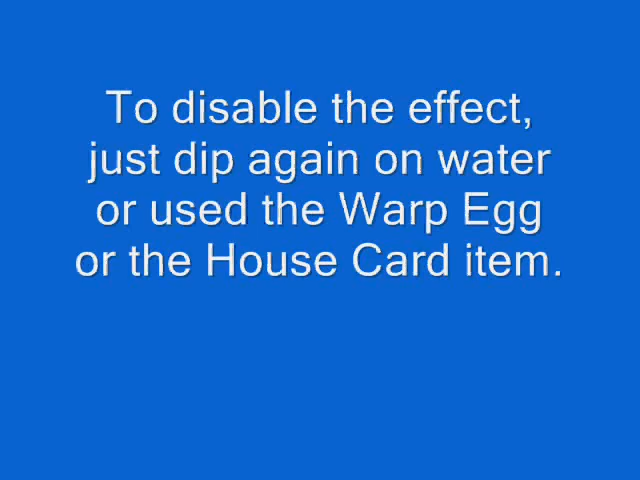 To disable the effect,
just dip again on water
or used the Warp Egg
or the House Card item.